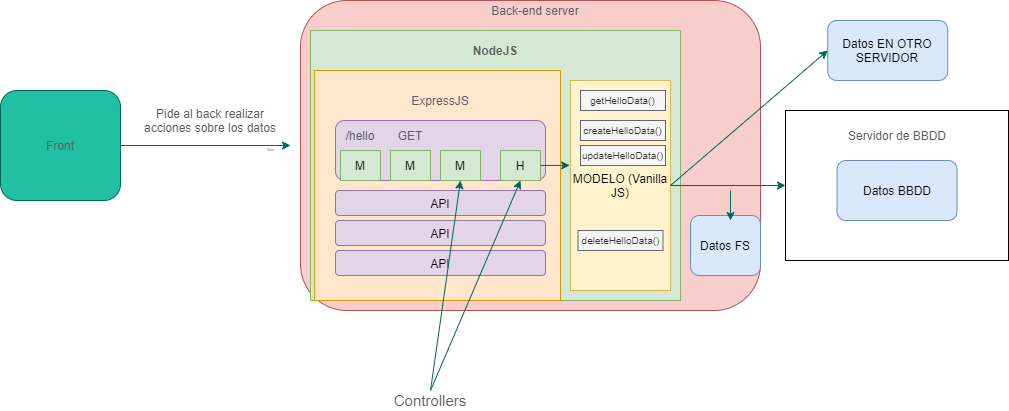 Back-end server
NodeJS
ExpressJS
/hello GET
M M M H
API
API
API
getHelloData()
createHelloData()
updateHelloData()
MODELO (Vanilla
JS)
deleteHelloData()
Front
Pide al back realizar
acciones sobre los datos
Datos EN OTRO
SERVIDOR
Servidor de BBDD
Datos BBDD
Datos FS
Controllers